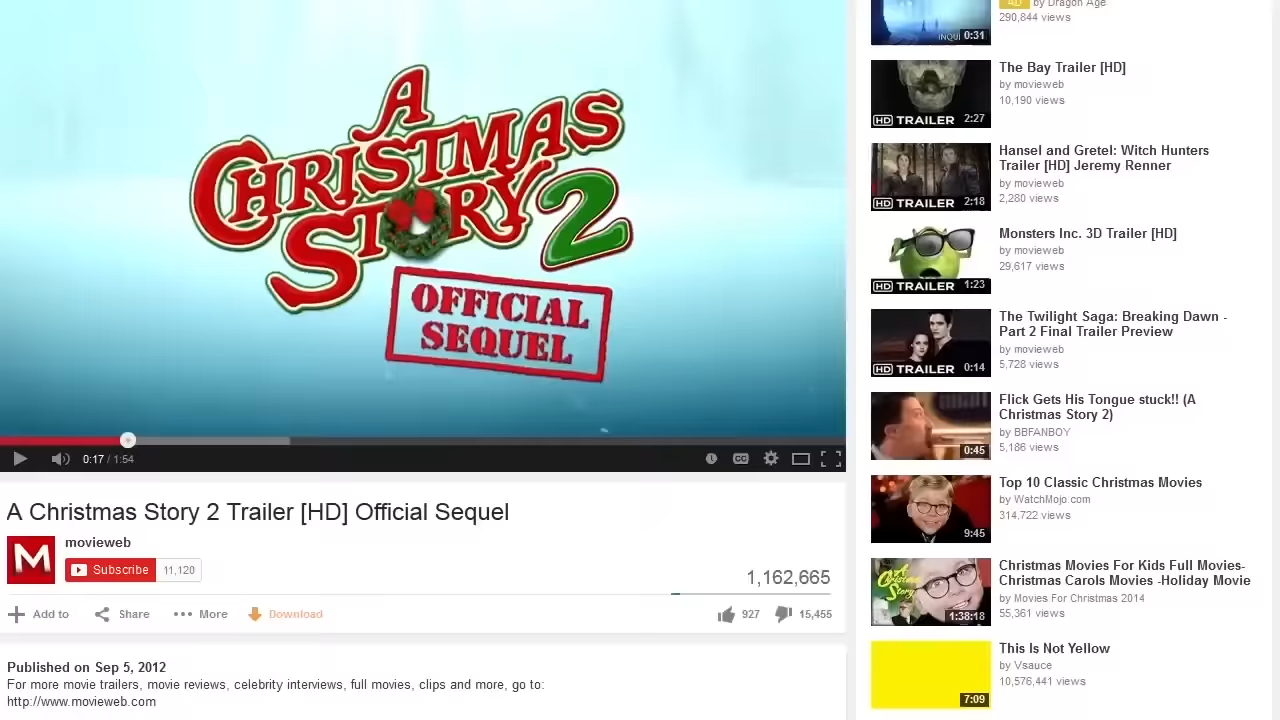 A
CHRISTMAS
STORY 2
OFFICIAL
SEQUEL
0:17 / 1:54
CC
A Christmas Story 2 Trailer [HD] Official Sequel
M
movieweb
Subscribe 11,120
1,162,665
Add to Share More Download
927 15,455
Published on Sep 5, 2012
For more movie trailers, movie reviews, celebrity interviews, full movies, clips and more, go to:
http://www.movieweb.com
AD by Dragon Age
290,844 views
INQUI 0:31
The Bay Trailer [HD]
by movieweb
10,190 views
HD TRAILER 2:27
Hansel and Gretel: Witch Hunters
Trailer [HD] Jeremy Renner
by movieweb
2,280 views
HD TRAILER 2:18
Monsters Inc. 3D Trailer [HD]
by movieweb
29,617 views
HD TRAILER 1:23
The Twilight Saga: Breaking Dawn -
Part 2 Final Trailer Preview
by movieweb
5,728 views
HD TRAILER 0:14
Flick Gets His Tongue stuck!! (A
Christmas Story 2)
by BBFANBOY
5,186 views
0:45
Top 10 Classic Christmas Movies
by WatchMojo.com
314,722 views
9:45
Christmas Movies For Kids Full Movies-
Christmas Carols Movies -Holiday Movie
by Movies For Christmas 2014
55,361 views
A
Christmas
Story
1:38:18
This Is Not Yellow
by Vsauce
10,576,441 views
7:09